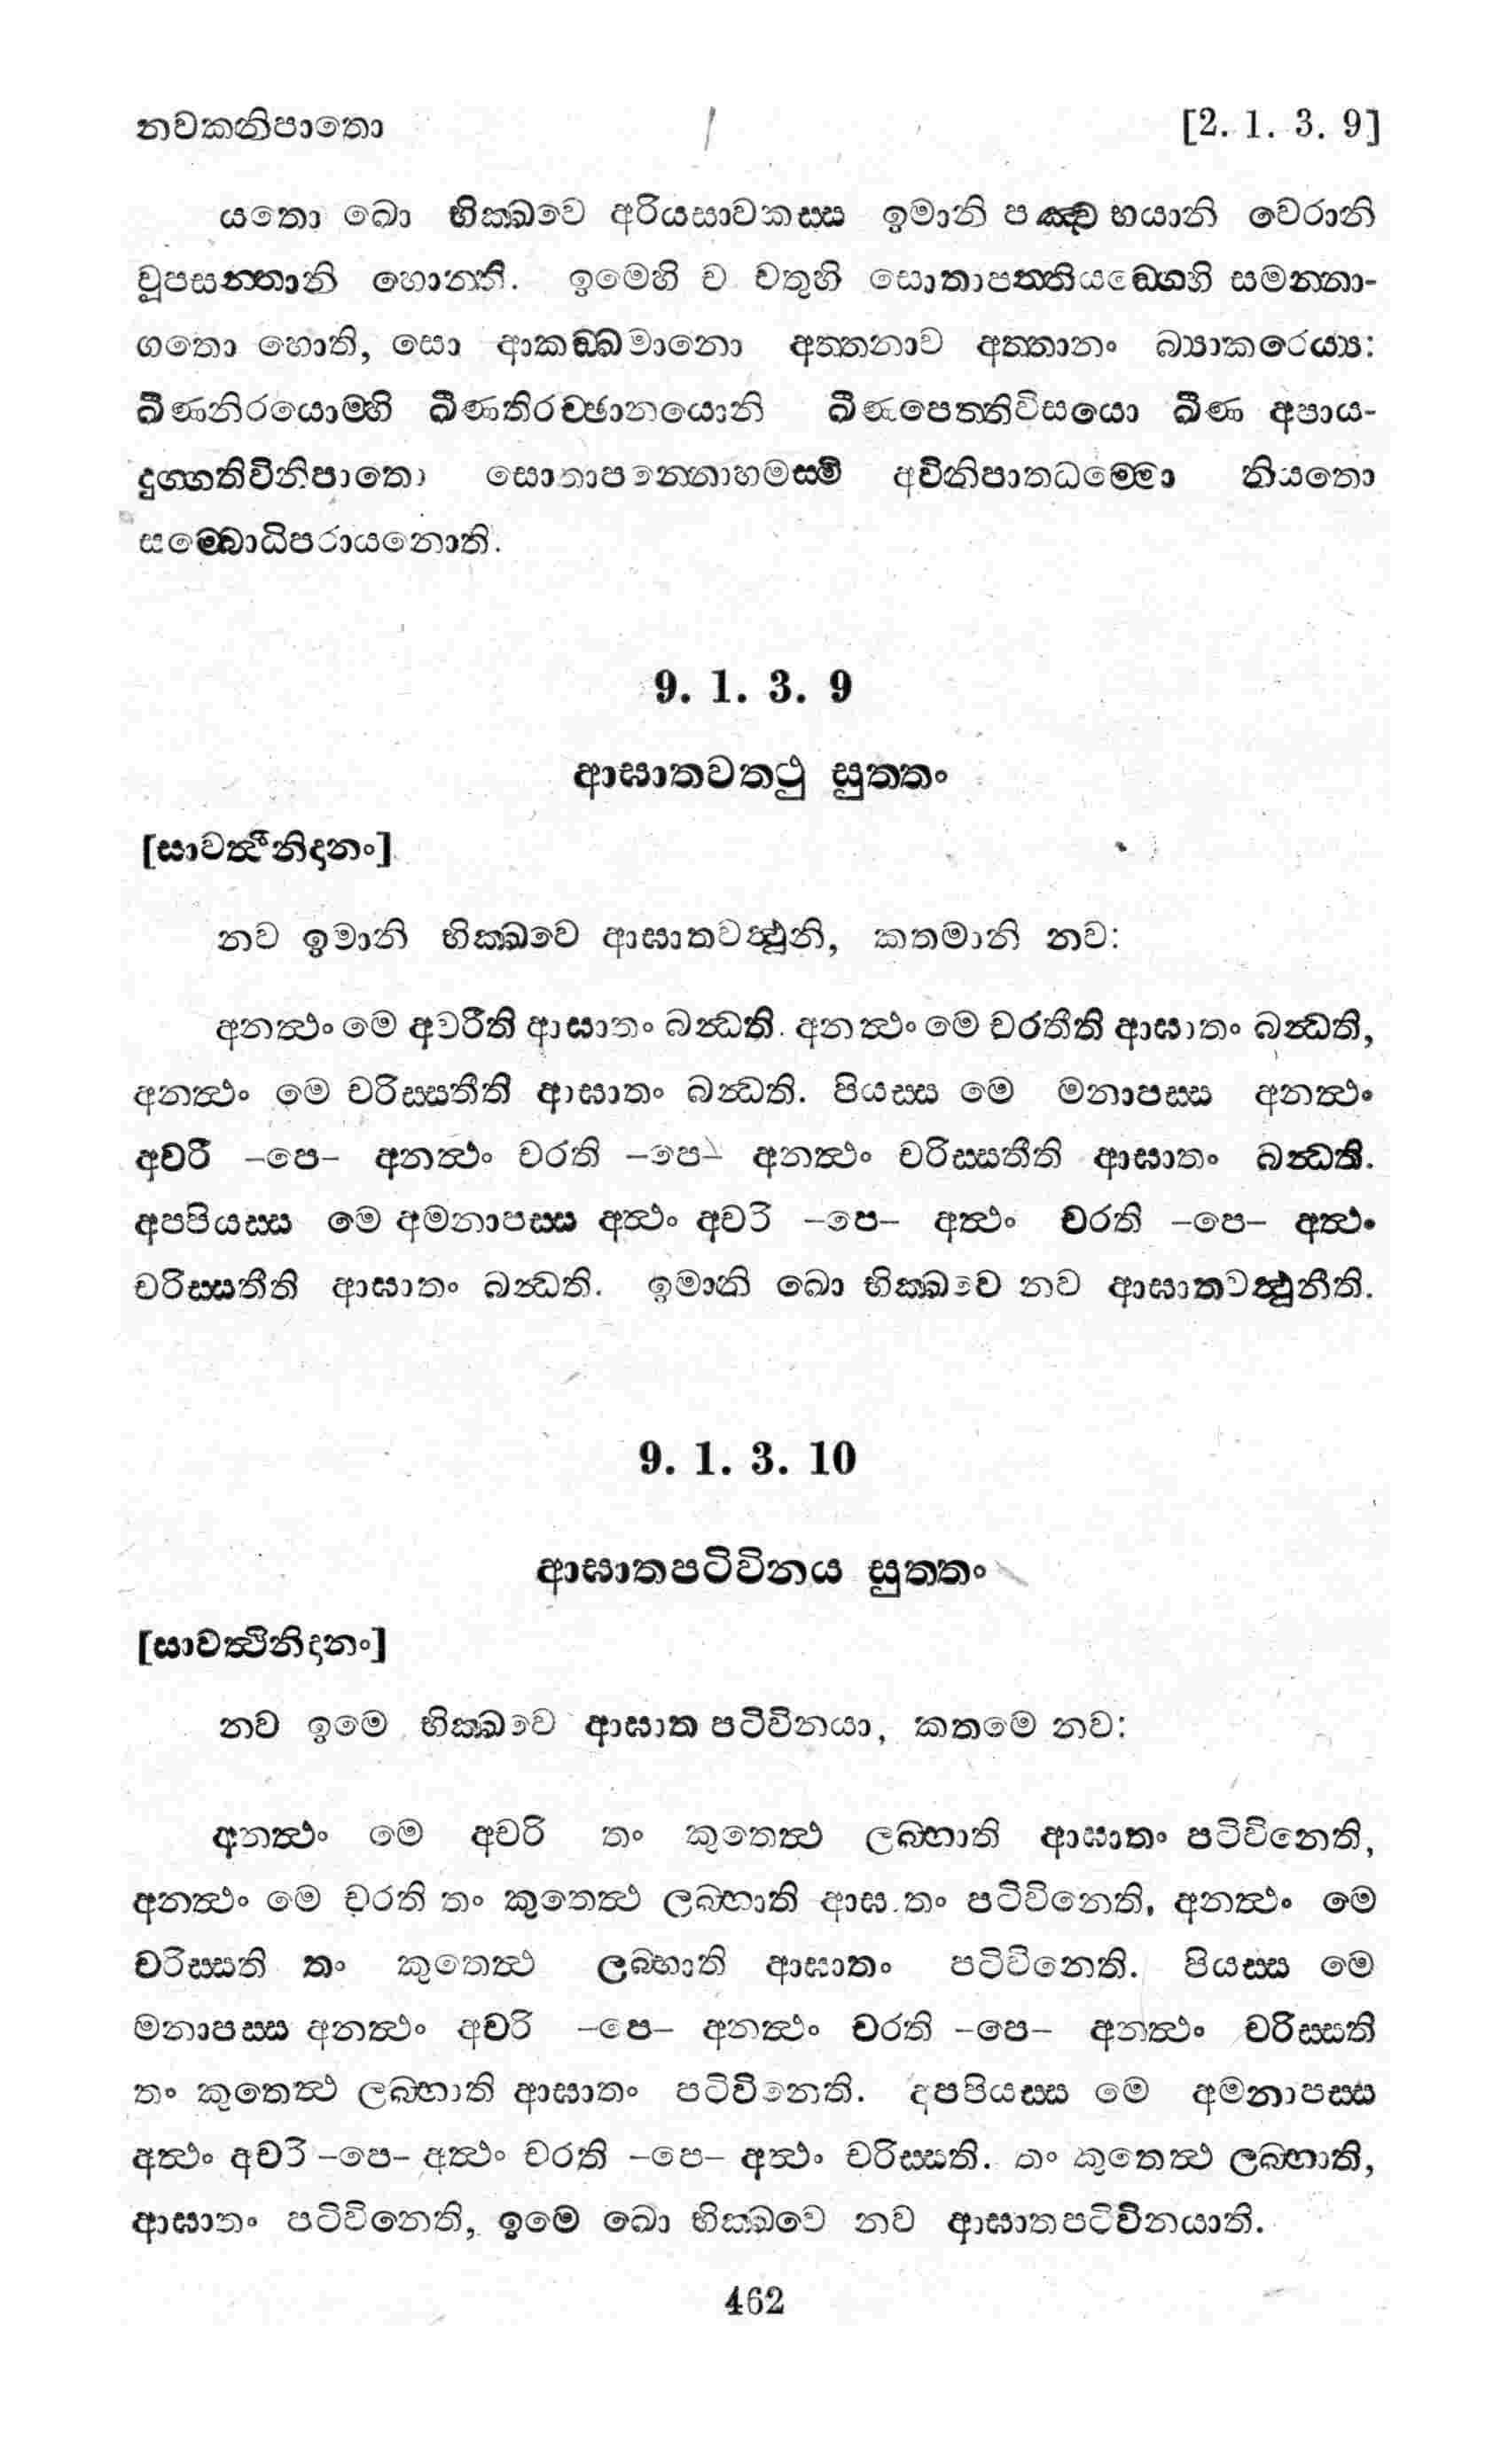 නවකනිපාතො [2. 1. 3. 9]
යතො ඛො භික්ඛවෙ අරියසාවකස්ස ඉමානි පඤ්ච භයානි වෙරානි
වූපසන්තානි හොන්ති. ඉමෙහි ච චතුහි සොතාපත්තියඞ්ගෙහි සමන්නා-
ගතො හොති, සො ආකඞ්ඛමානො අත්තනාව අත්තානං බ්‍යාකරෙය්‍ය:
ඛීණනිරයොම්හි ඛීණතිරච්ඡානයොනි ඛීණපෙත්තිවිසයො ඛීණ අපාය-
දුග්ගතිවිනිපාතො සොතාපන්නොහමස්මි අවිනිපාතධම්මො නියතො
සම්බොධිපරායනොති.
9. 1. 3. 9
ආඝාතවත්‍ථු සුත්තං
[සාවත්‍ථිනිදානං]
නව ඉමානි භික්ඛවෙ ආඝාතවත්‍ථූනි, කතමානි නව:
අනත්‍ථං මෙ අචරීති ආඝාතං බන්‍ධති. අනත්‍ථං මෙ චරතීති ආඝාතං බන්‍ධති,
අනත්‍ථං මෙ චරිස්සතීති ආඝාතං බන්‍ධති. පියස්ස මෙ මනාපස්ස අනත්‍ථං
අචරි –පෙ– අනත්‍ථං චරති –පෙ– අනත්‍ථං චරිස්සතීති ආඝාතං බන්‍ධති.
අප්පියස්ස මෙ අමනාපස්ස අත්‍ථං අචරි –පෙ– අත්‍ථං චරති –පෙ– අත්‍ථං
චරිස්සතීති ආඝාතං බන්‍ධති. ඉමානි ඛො භික්ඛවෙ නව ආඝාතවත්‍ථූනීති.
9. 1. 3. 10
ආඝාතපටිවිනය සුත්තං
[සාවත්‍ථිනිදානං]
නව ඉමෙ භික්ඛවෙ ආඝාත පටිවිනයා, කතමෙ නව:
අනත්‍ථං මෙ අචරි තං කුතෙත්‍ථ ලබ්භාති ආඝාතං පටිවිනෙති,
අනත්‍ථං මෙ චරති තං කුතෙත්‍ථ ලබ්භාති ආඝාතං පටිවිනෙති, අනත්‍ථං මෙ
චරිස්සති තං කුතෙත්‍ථ ලබ්භාති ආඝාතං පටිවිනෙති. පියස්ස මෙ
මනාපස්ස අනත්‍ථං අචරි –පෙ– අනත්‍ථං චරති –පෙ– අනත්‍ථං චරිස්සති
තං කුතෙත්‍ථ ලබ්භාති ආඝාතං පටිවිනෙති. අප්පියස්ස මෙ අමනාපස්ස
අත්‍ථං අචරි –පෙ– අත්‍ථං චරති –පෙ– අත්‍ථං චරිස්සති. තං කුතෙත්‍ථ ලබ්භාති,
ආඝාතං පටිවිනෙති, ඉමෙ ඛො භික්ඛවෙ නව ආඝාතපටිවිනයාති.
462